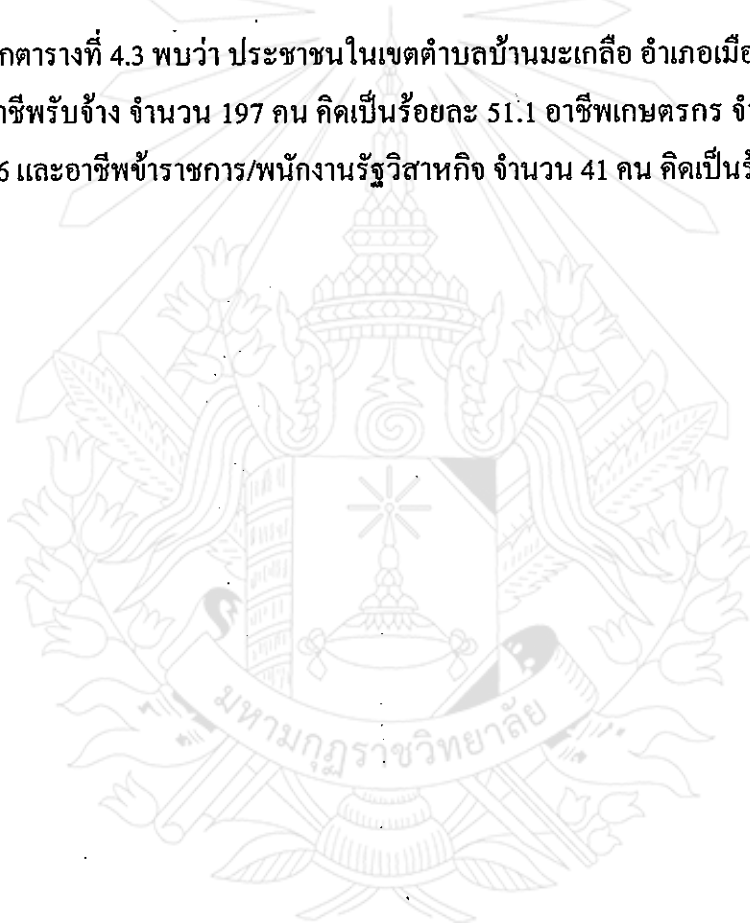 กตารางที่ 4.3 พบว่า ประชาชนในเขตตำบลบ้านมะเกลือ อำเภอเมือ
าชีพรับจ้าง จำนวน 197 คน คิดเป็นร้อยละ 51.1 อาชีพเกษตรกร จำ
6 และอาชีพข้าราชการ/พนักงานรัฐวิสาหกิจ จำนวน 41 คน คิดเป็นร้
มหามกุฏราชวิทยาลัย